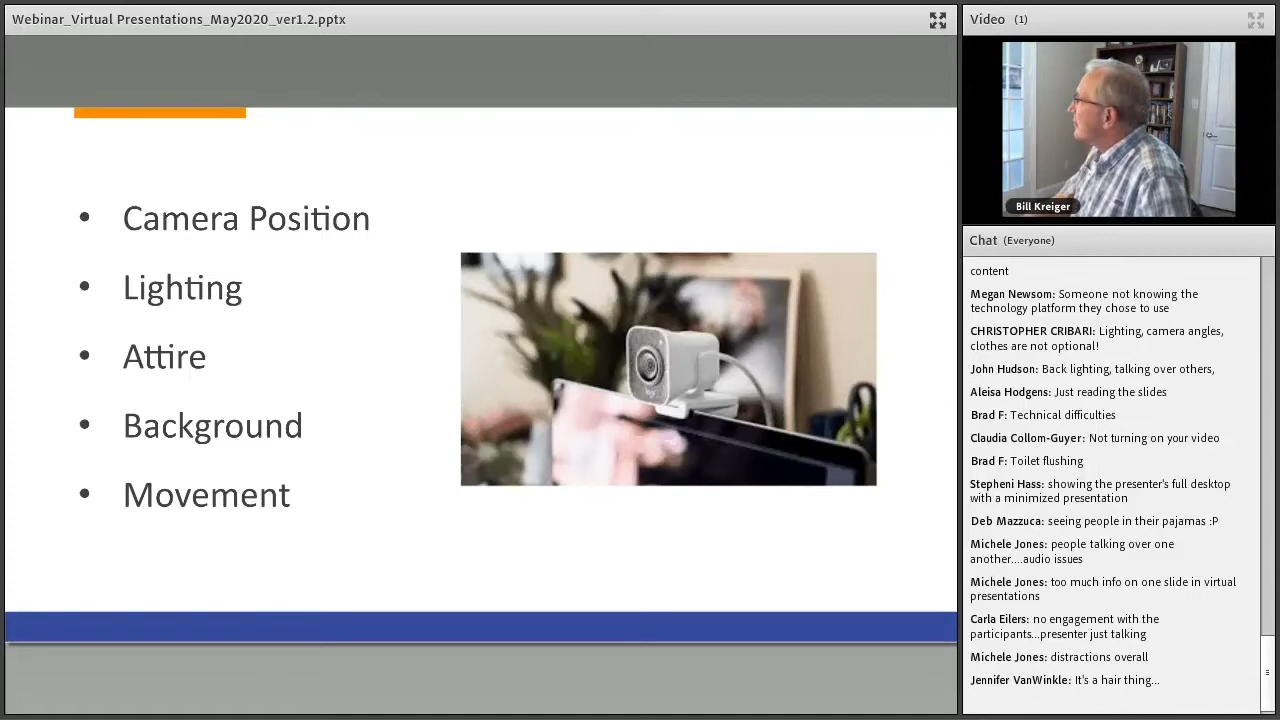 Webinar_Virtual Presentations_May2020_ver1.2.pptx
• Camera Position
• Lighting
• Attire
• Background
• Movement
logi
Video (1)
Bill Kreiger
Chat (Everyone)
content
Megan Newsom: Someone not knowing the
technology platform they chose to use
CHRISTOPHER CRIBARI: Lighting, camera angles,
clothes are not optional!
John Hudson: Back lighting, talking over others,
Aleisa Hodgens: Just reading the slides
Brad F: Technical difficulties
Claudia Collom-Guyer: Not turning on your video
Brad F: Toilet flushing
Stepheni Hass: showing the presenter's full desktop
with a minimized presentation
Deb Mazzuca: seeing people in their pajamas :P
Michele Jones: people talking over one
another....audio issues
Michele Jones: too much info on one slide in virtual
presentations
Carla Eilers: no engagement with the
participants...presenter just talking
Michele Jones: distractions overall
Jennifer VanWinkle: It's a hair thing...